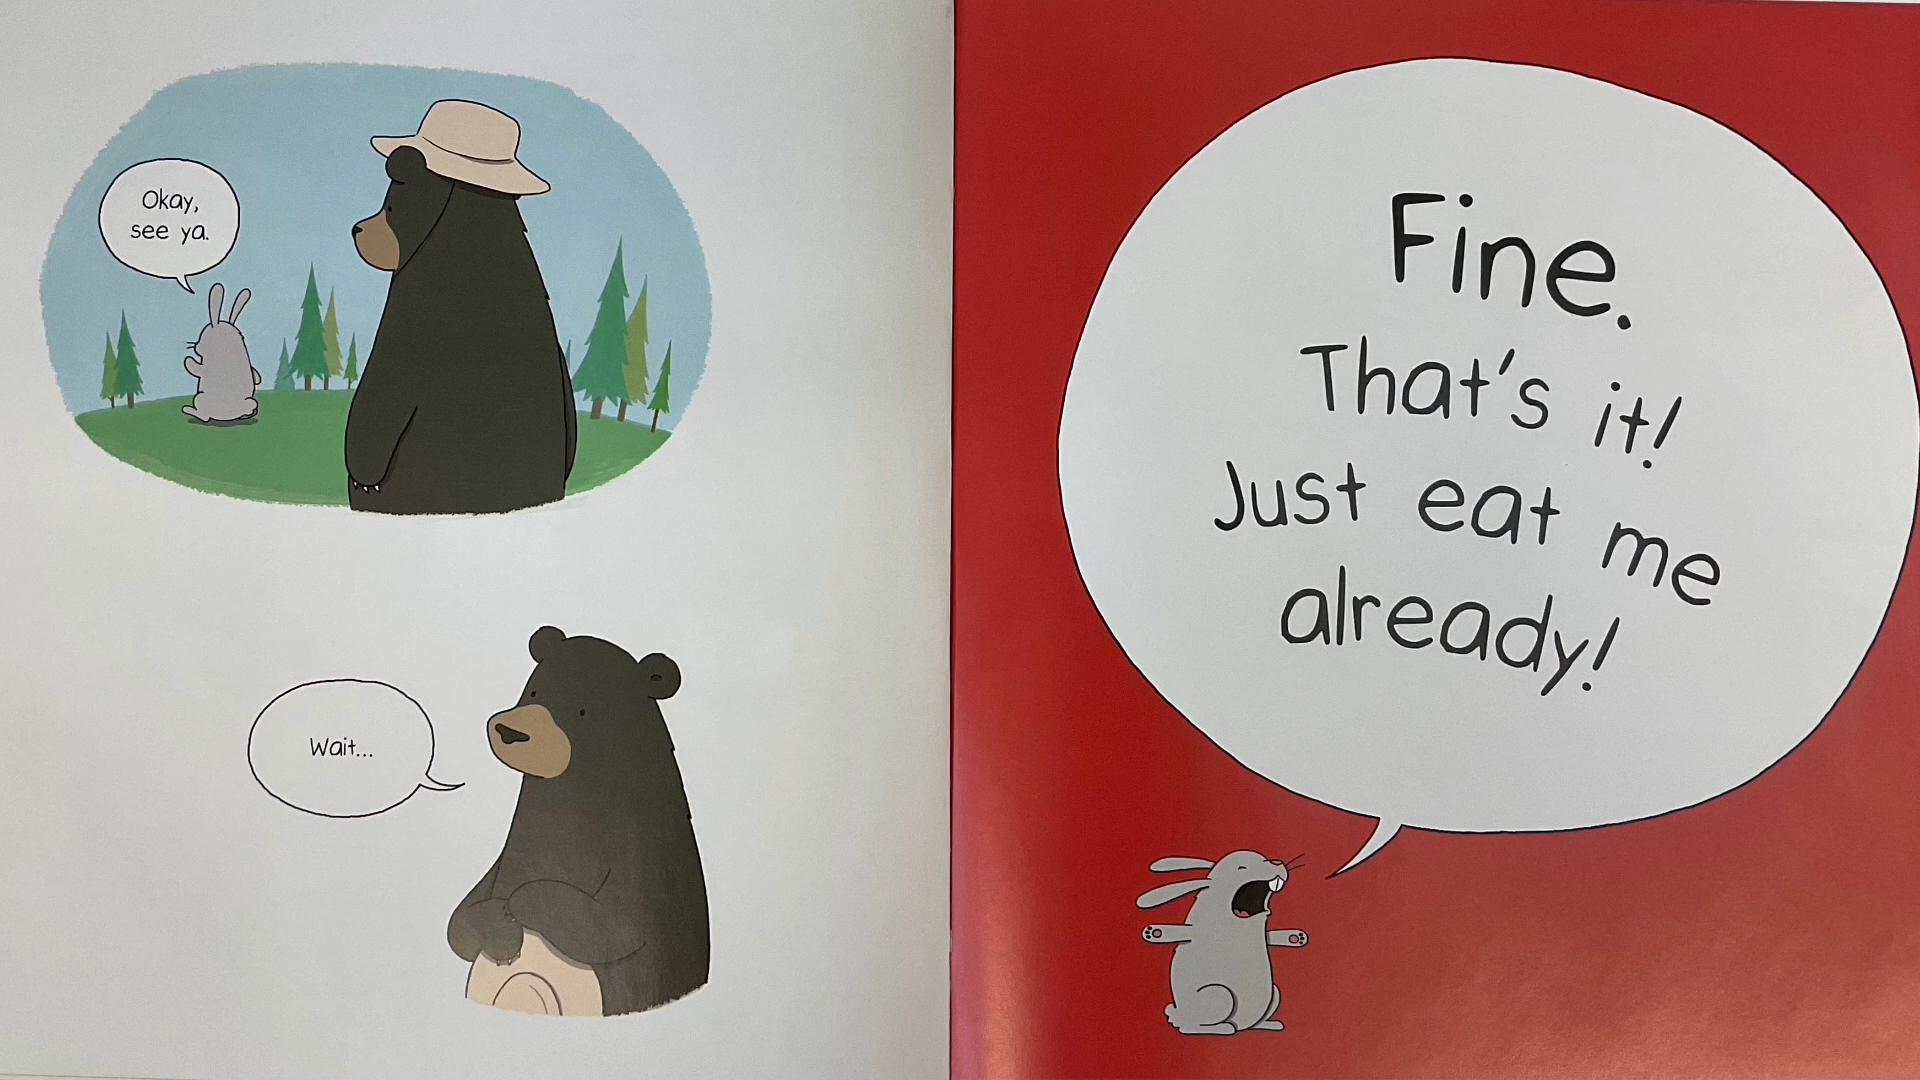 Okay,
see ya.
Wait...
Fine.
That's it!
Just eat me
already!